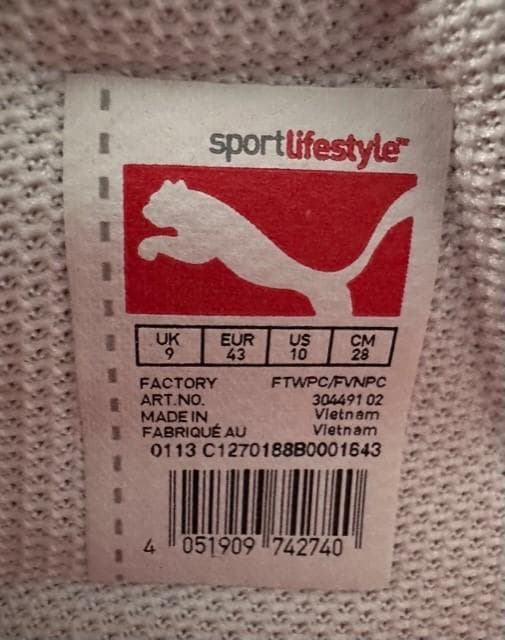 sportlifestyle™
UK EUR US CM
9 43 10 28
FACTORY FTWPC/FVNPC
ART.NO. 304491 02
MADE IN Vietnam
FABRIQUÉ AU Vietnam
0113 C1270188B0001643
4 051909 742740